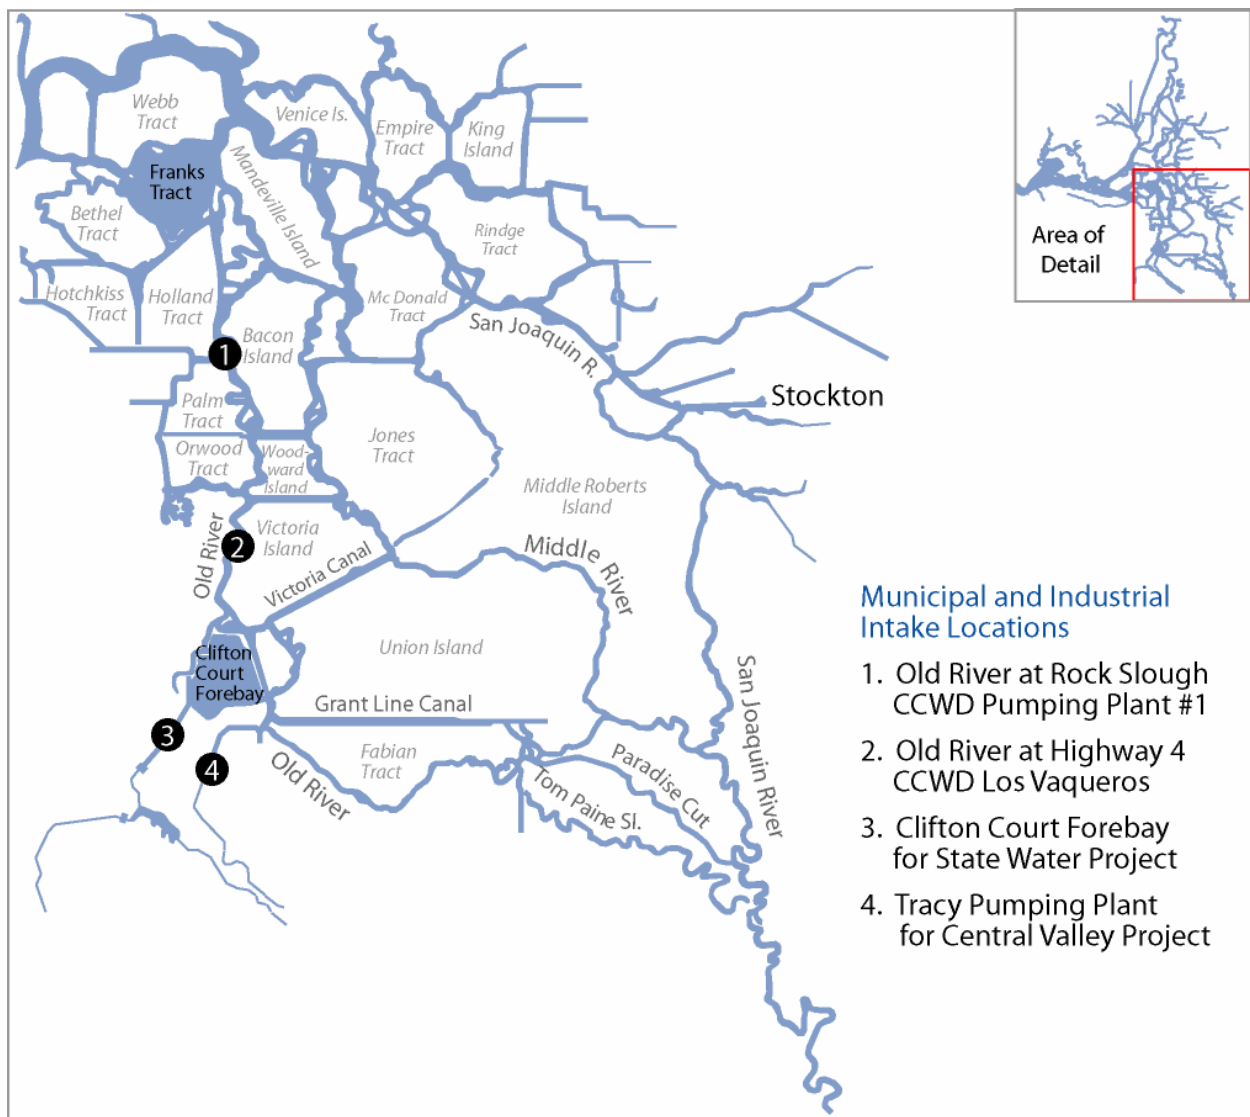 Webb
Tract
Venice Is.
Empire
Tract
King
Island
Franks
Tract
Mandeville Island
Bethel
Tract
Rindge
Tract
Hotchkiss
Tract
Holland
Tract
Mc Donald
Tract
Bacon
Island
San Joaquin R.
1
Stockton
Palm
Tract
Jones
Tract
Orwood
Tract
Wood-
ward
Island
Middle Roberts
Island
Old River
2
Victoria
Island
Victoria Canal
Middle River
Union Island
Clifton
Court
Forebay
Grant Line Canal
3
4
Old River
Fabian
Tract
Tom Paine Sl.
Paradise Cut
San Joaquin River
Area of
Detail
Municipal and Industrial
Intake Locations
1. Old River at Rock Slough
CCWD Pumping Plant #1
2. Old River at Highway 4
CCWD Los Vaqueros
3. Clifton Court Forebay
for State Water Project
4. Tracy Pumping Plant
for Central Valley Project